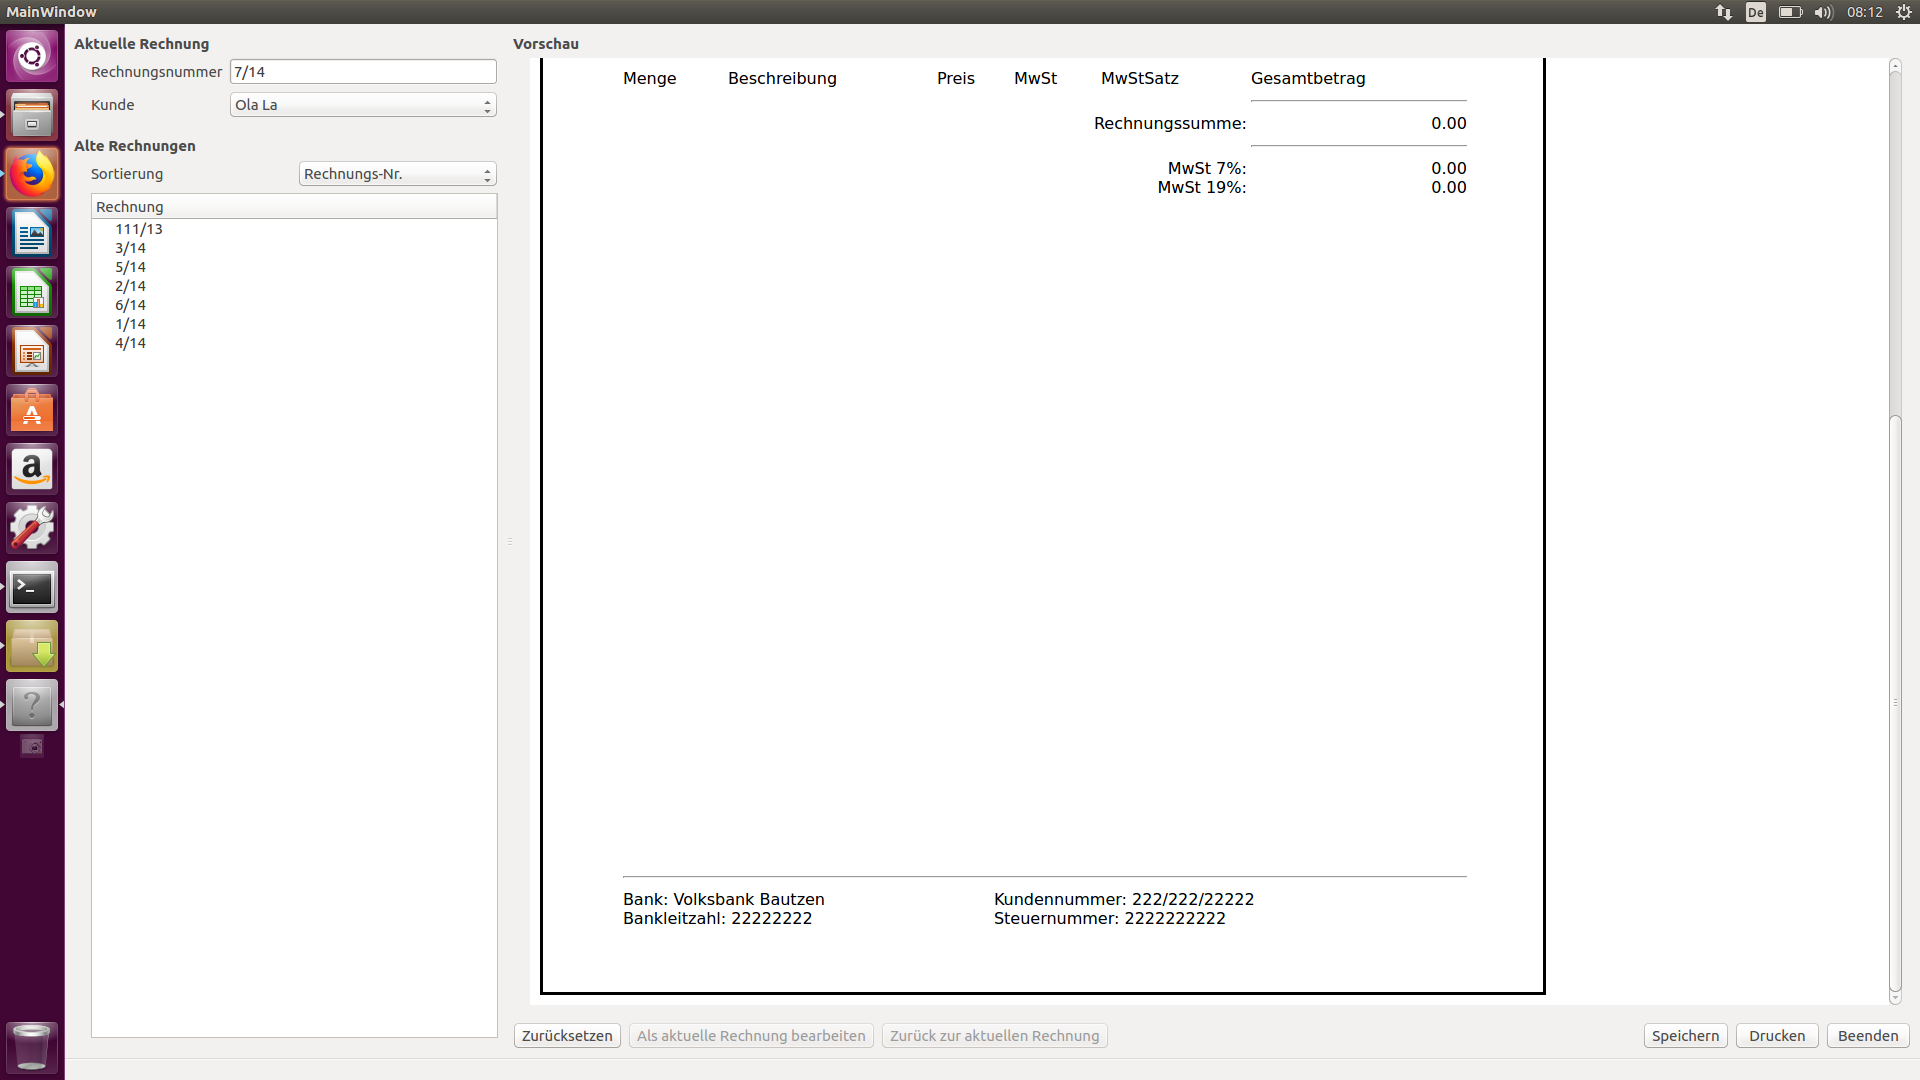 MainWindow
De
08:12
Aktuelle Rechnung
Rechnungsnummer 7/14
Kunde Ola La
Alte Rechnungen
Sortierung Rechnungs-Nr.
Rechnung
111/13
3/14
5/14
2/14
6/14
1/14
4/14
Vorschau
Menge Beschreibung Preis MwSt MwStSatz Gesamtbetrag
Rechnungssumme: 0.00
MwSt 7%: 0.00
MwSt 19%: 0.00
Bank: Volksbank Bautzen Kundennummer: 222/222/22222
Bankleitzahl: 22222222 Steuernummer: 2222222222
Zurücksetzen Als aktuelle Rechnung bearbeiten Zurück zur aktuellen Rechnung Speichern Drucken Beenden